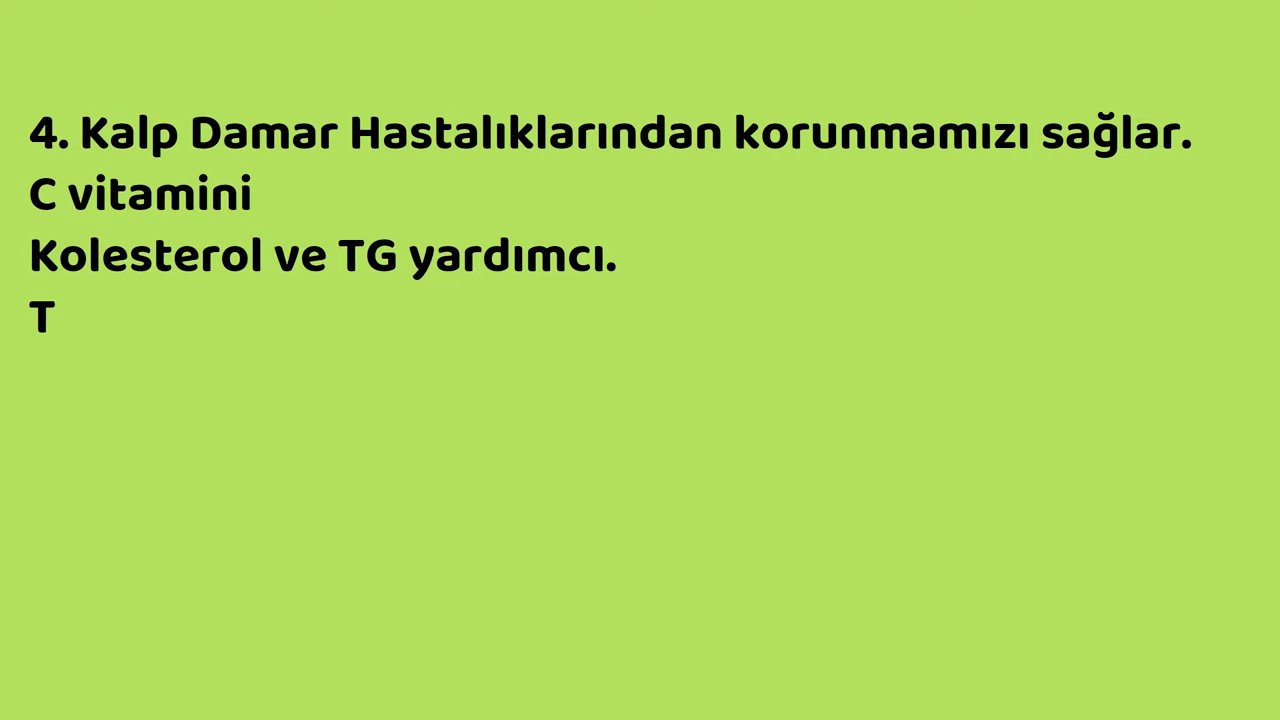 4. Kalp Damar Hastalıklarından korunmamızı sağlar.
C vitamini
Kolesterol ve TG yardımcı.
T